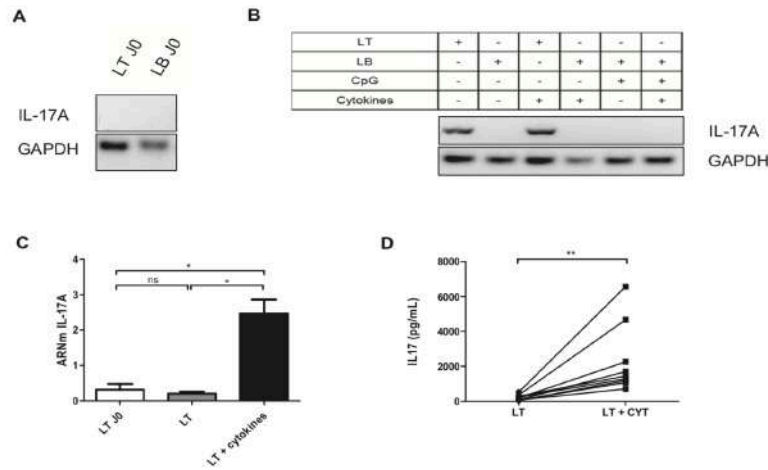 A
LT J0
LB J0
IL-17A
GAPDH
B
LT + - + - - -
LB - + - + + +
CpG - - - - + +
Cytokines - - + + - +
IL-17A
GAPDH
C
ARNm IL-17A
4
3
2
1
0
*
ns
*
LT J0
LT
LT + cytokines
D
IL17 (pg/mL)
8000
6000
4000
2000
0
**
LT
LT + CYT